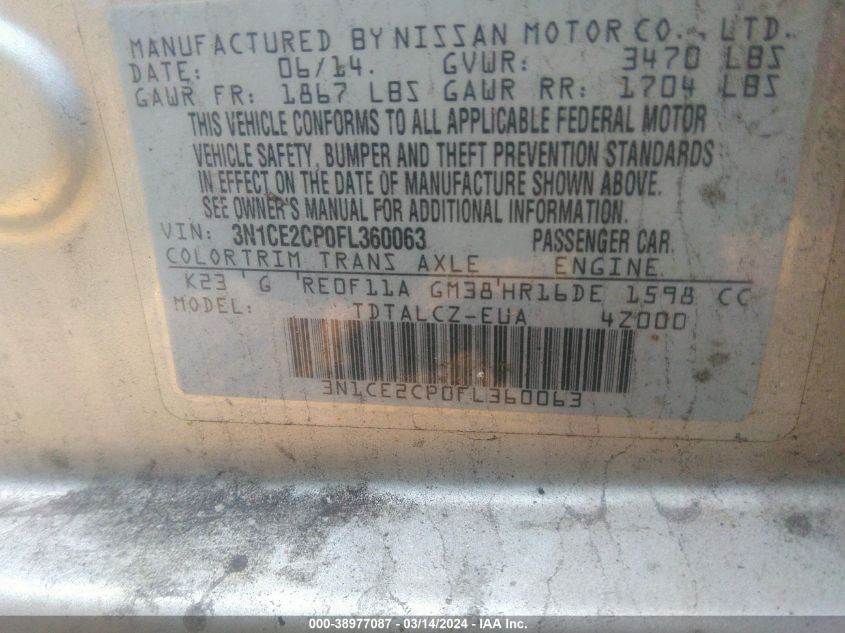 MANUFACTURED BY NISSAN MOTOR CO., LTD.
DATE: 06/14. GVWR: 3470 LBS
GAWR FR: 1867 LBS GAWR RR: 1704 LBS
THIS VEHICLE CONFORMS TO ALL APPLICABLE FEDERAL MOTOR
VEHICLE SAFETY, BUMPER AND THEFT PREVENTION STANDARDS
IN EFFECT ON THE DATE OF MANUFACTURE SHOWN ABOVE.
SEE OWNER'S MANUAL FOR ADDITIONAL INFORMATION.
VIN: 3N1CE2CP0FL360063 PASSENGER CAR
COLORTRIM TRANS AXLE ENGINE
K23 'G 'RE0F11A GM38'HR16DE 1598 CC
MODEL: TDTALCZ-EUA 4Z000
3N1CE2CP0FL360063
000-38977087 - 03/14/2024 - IAA Inc.